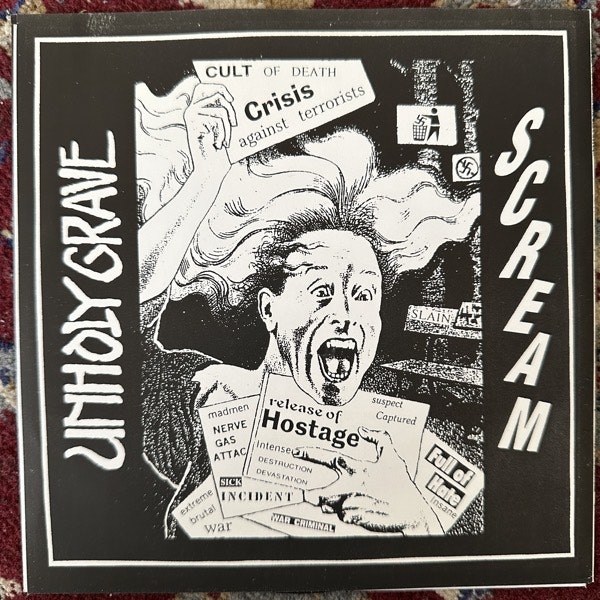 UNHOLY GRAVE
SCREAM
CULT OF DEATH
Crisis
against terrorists
SLAIN
madmen
NERVE
GAS
ATTAC
SICK
INCIDENT
extreme
brutal
war
release of
Hostage
Intense
DESTRUCTION
DEVASTATION
suspect
Captured
WAR CRIMINAL
Full of
Hate
insane